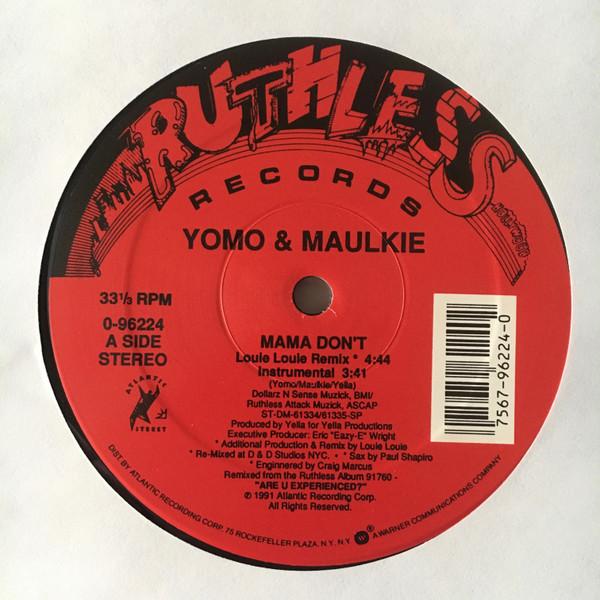 RUTHLESS
RECORDS
YOMO & MAULKIE
33 1/3 RPM
0-96224
A SIDE
STEREO
ATLANTIC
STREET
MAMA DON'T
Louie Louie Remix * 4:44
Instrumental 3:41
(Yomo/Maulkie/Yella)
Dollarz N Sense Muzick, BMI/
Ruthless Attack Muzick, ASCAP
ST-DM-61334/61335-SP
Produced by Yella for Yella Productions
Executive Producer: Eric "Eazy-E" Wright
* Additional Production & Remix by Louie Louie
* Re-Mixed at D & D Studios NYC. * * Sax by Paul Shapiro
* Enginnered by Craig Marcus
Remixed from the Ruthless Album 91760 -
"ARE U EXPERIENCED?"
℗ © 1991 Atlantic Recording Corp.
All Rights Reserved.
7567-96224-0
DIST BY ATLANTIC RECORDING CORP. 75 ROCKEFELLER PLAZA, N.Y. N.Y. W ® A WARNER COMMUNICATIONS COMPANY